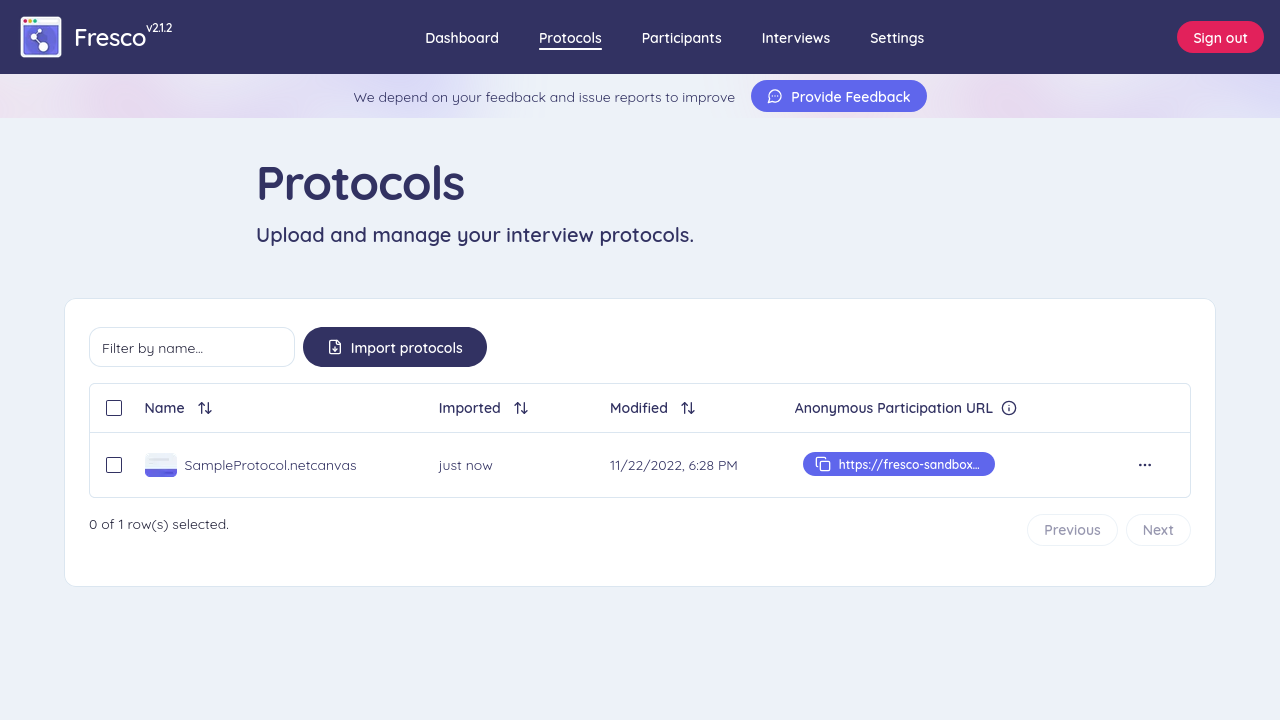 Fresco v2.1.2
Dashboard Protocols Participants Interviews Settings Sign out
We depend on your feedback and issue reports to improve Provide Feedback
Protocols
Upload and manage your interview protocols.
Filter by name... Import protocols
Name Imported Modified Anonymous Participation URL
SampleProtocol.netcanvas just now 11/22/2022, 6:28 PM https://fresco-sandbox...
0 of 1 row(s) selected.
Previous Next